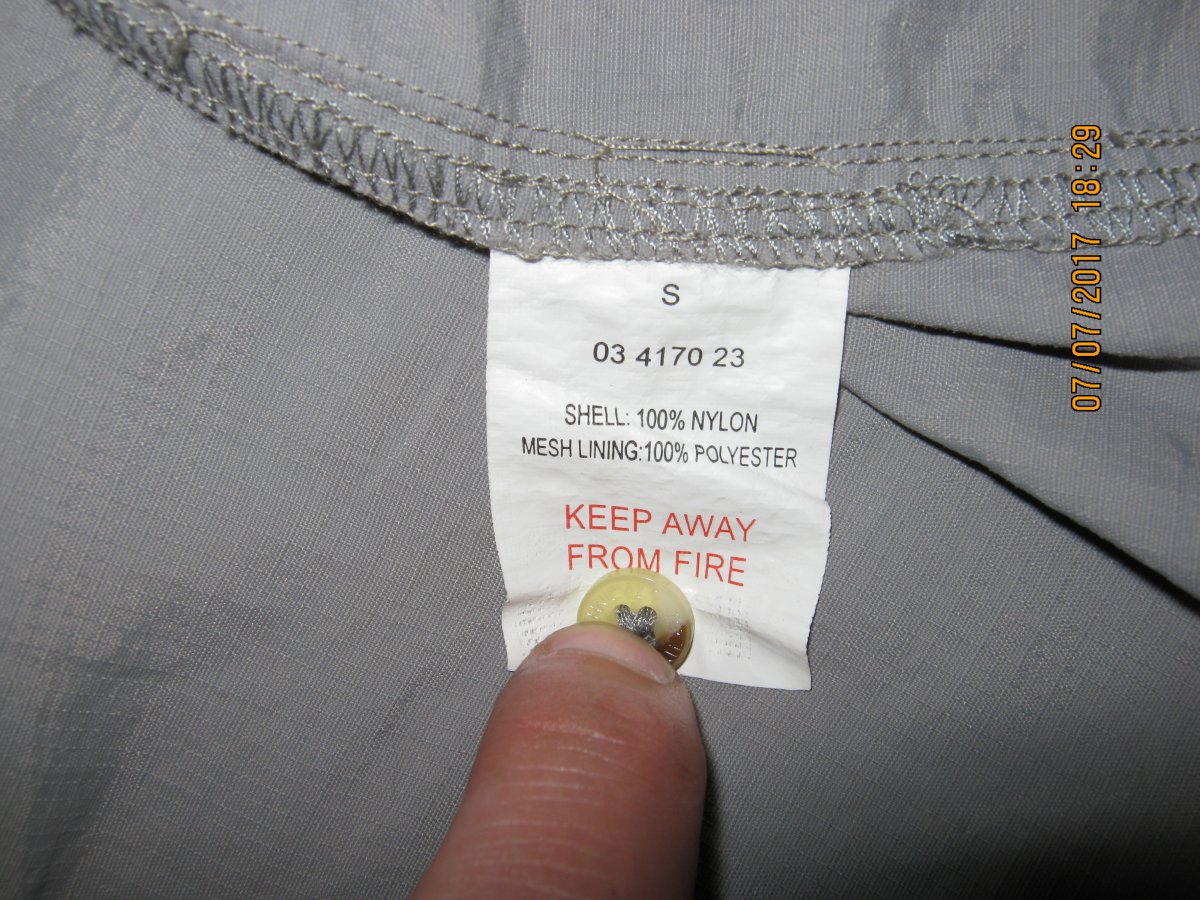 S
03 4170 23
SHELL: 100% NYLON
MESH LINING:100% POLYESTER
KEEP AWAY
FROM FIRE
07/07/2017 18:29